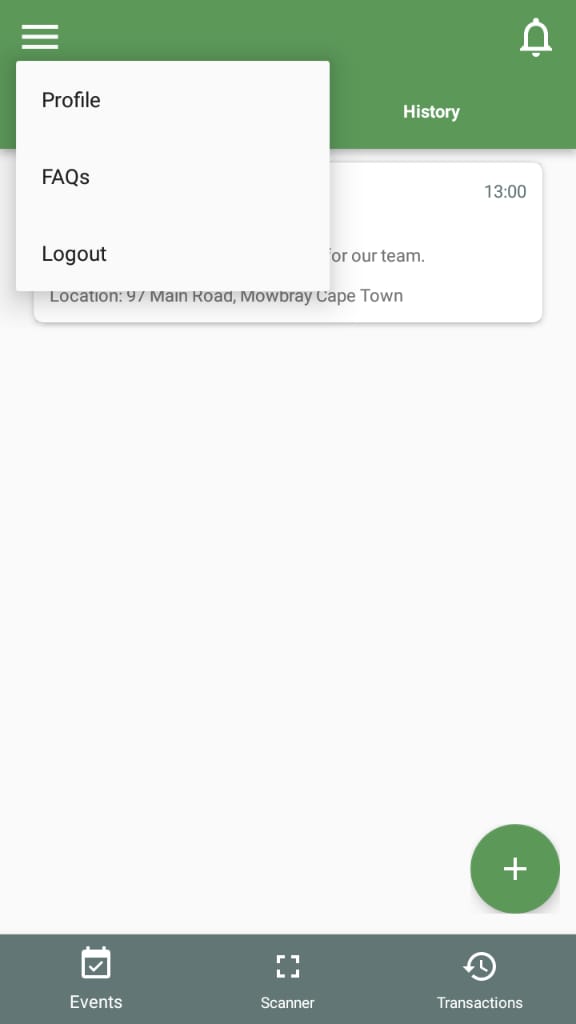 Profile
History
FAQs
13:00
Logout
for our team.
Location: 97 Main Road, Mowbray Cape Town
Events
Scanner
Transactions